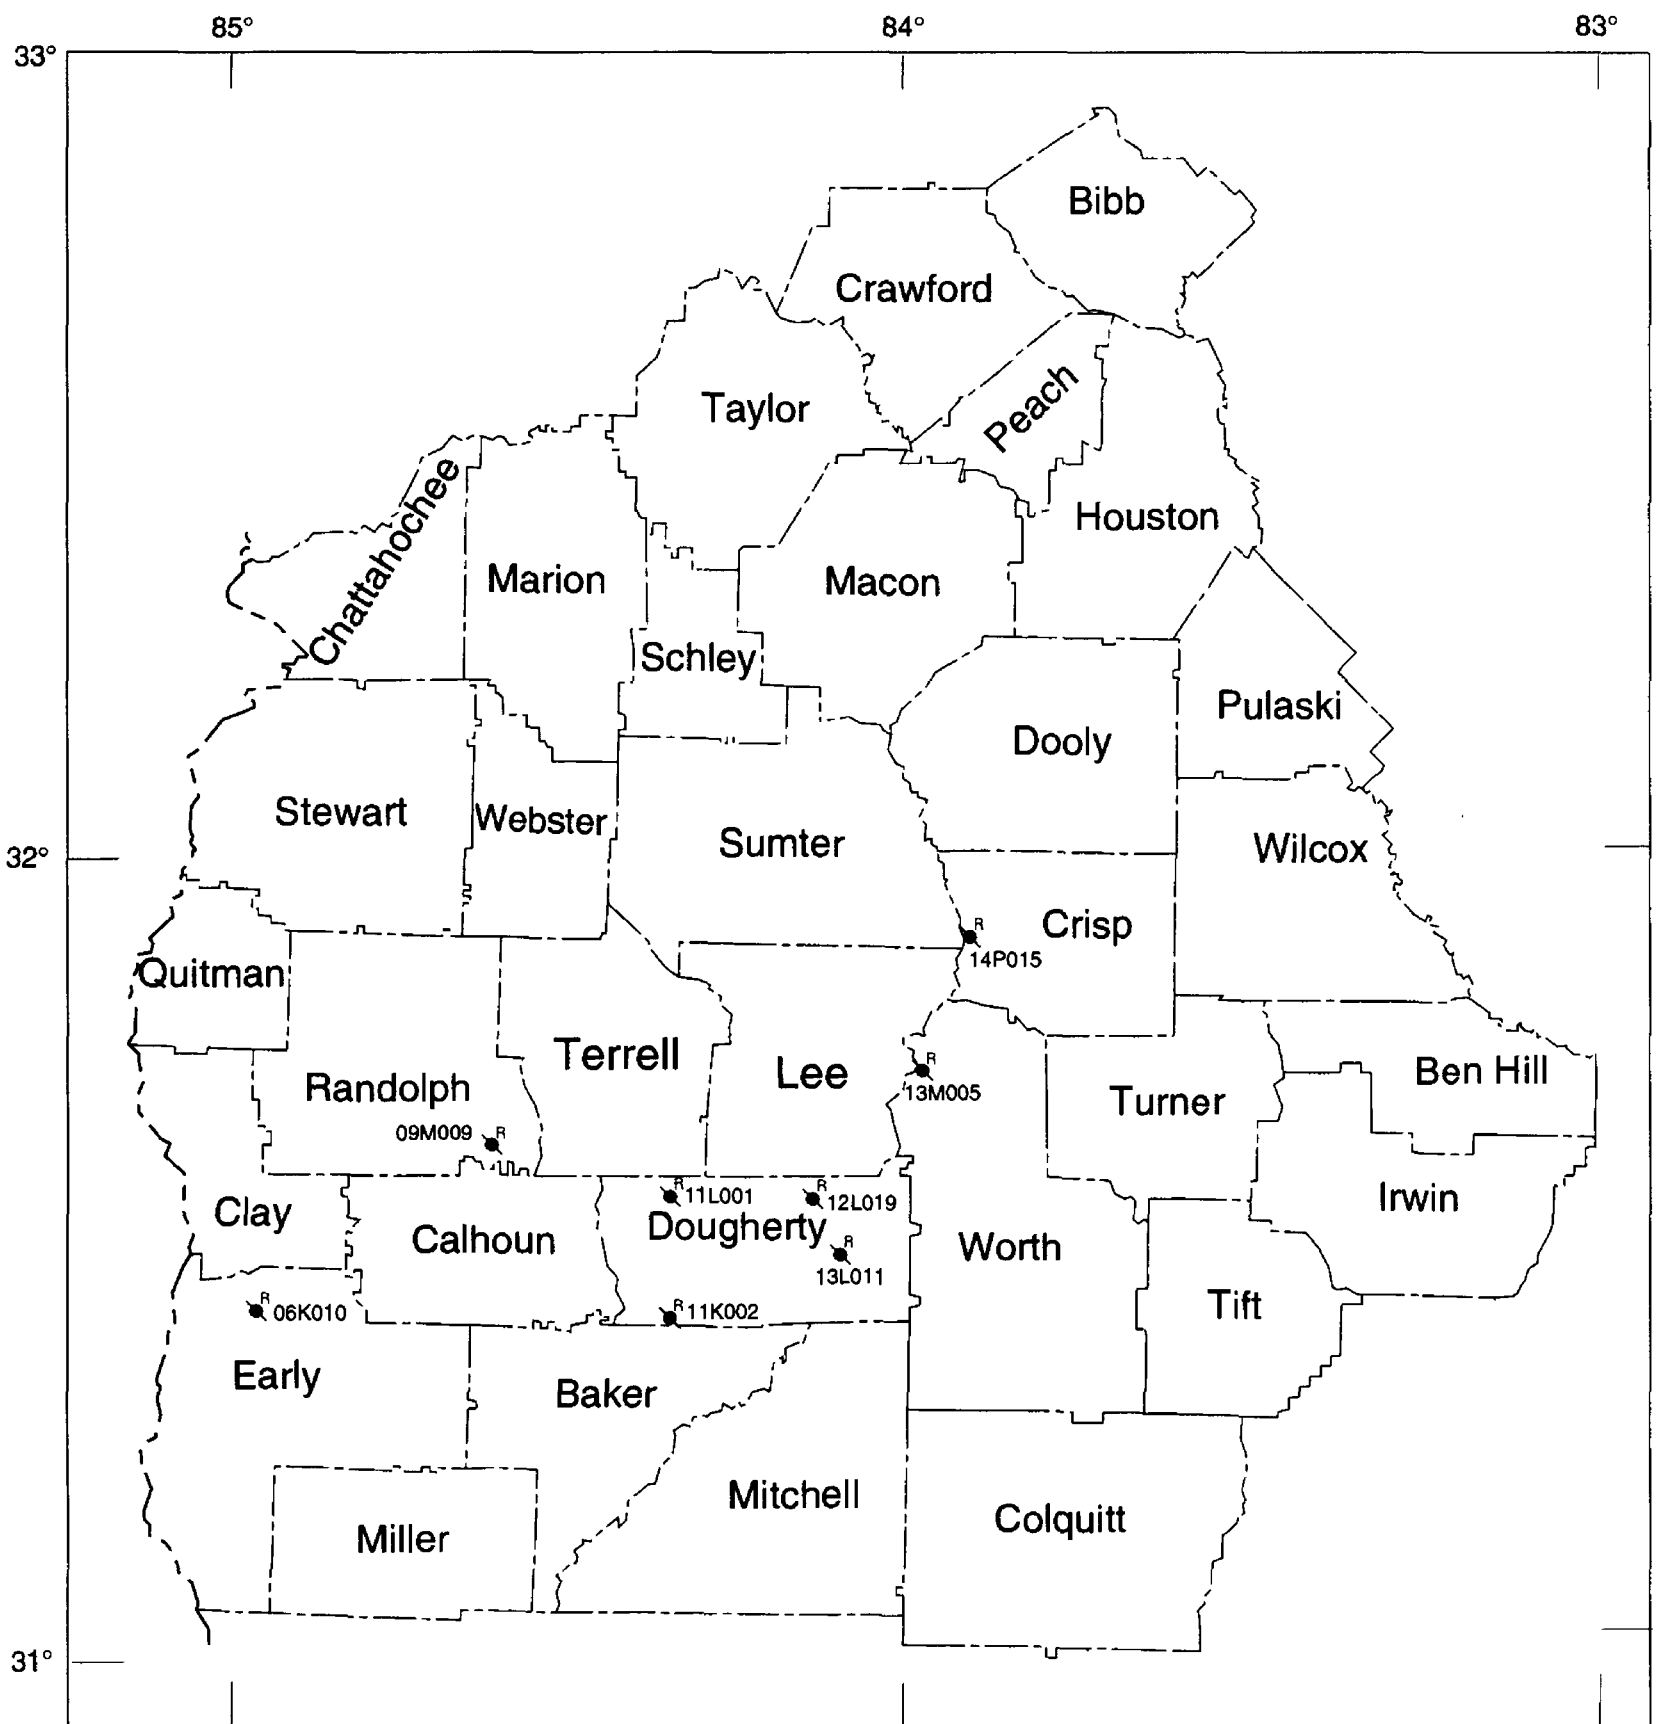 85°
84°
83°
33°
Bibb
Crawford
Peach
Taylor
Chattahochee
Houston
Marion
Macon
Schley
Pulaski
Dooly
Stewart
Webster
Sumter
Wilcox
32°
Crisp
R
14P015
Quitman
Terrell
Lee
R
13M005
Ben Hill
Randolph
Turner
09M009 R
R 11L001
R 12L019
Irwin
Clay
Dougherty
Calhoun
R
13L011
Worth
R 06K010
R 11K002
Tift
Early
Baker
Mitchell
Colquitt
Miller
31°